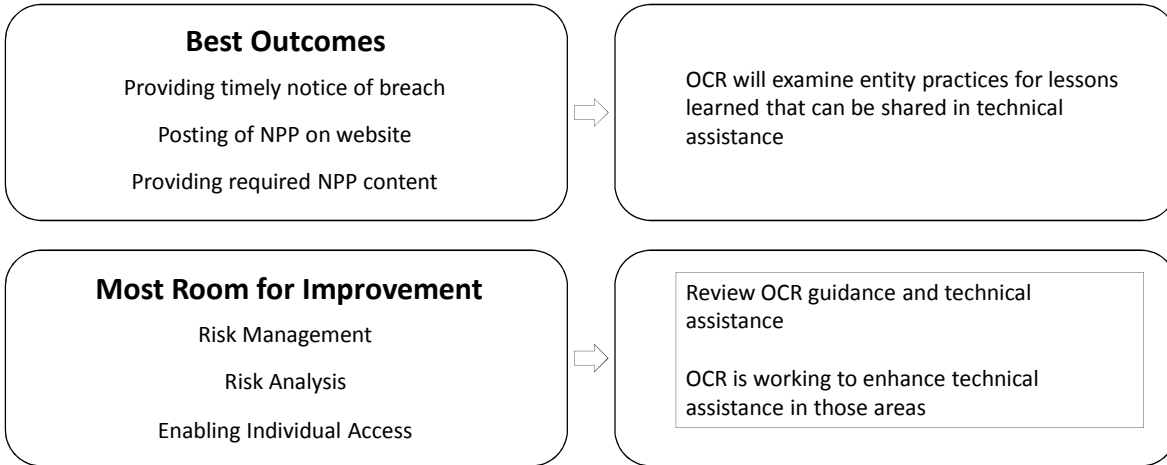 Best Outcomes
Providing timely notice of breach
Posting of NPP on website
Providing required NPP content
OCR will examine entity practices for lessons
learned that can be shared in technical
assistance
Most Room for Improvement
Risk Management
Risk Analysis
Enabling Individual Access
Review OCR guidance and technical
assistance
OCR is working to enhance technical
assistance in those areas